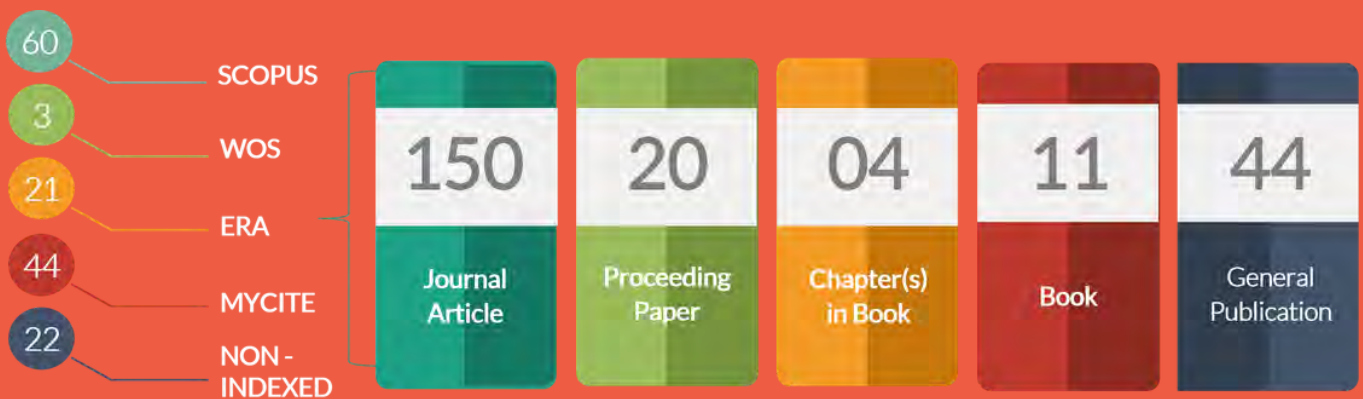 60
SCOPUS
3
WOS
21
ERA
44
MYCITE
22
NON -
INDEXED
150
Journal
Article
20
Proceeding
Paper
04
Chapter(s)
in Book
11
Book
44
General
Publication